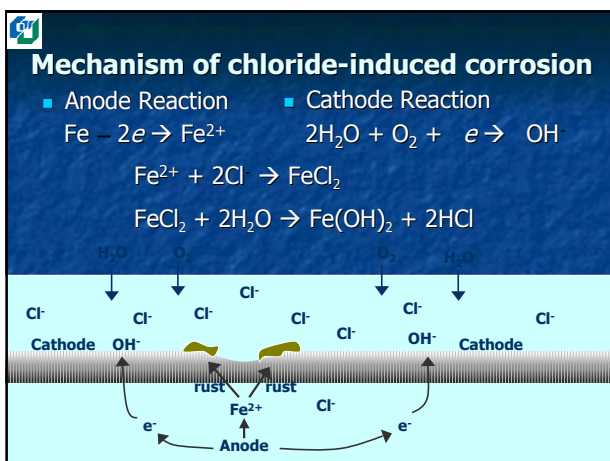 Mechanism of chloride-induced corrosion
Anode Reaction
Fe – 2e → Fe²⁺
Cathode Reaction
2H₂O + O₂ + e → OH⁻
Fe²⁺ + 2Cl → FeCl₂
FeCl₂ + 2H₂O → Fe(OH)₂ + 2HCl
H₂O O₂ O₂ H₂O
Cl⁻
Cl⁻ Cl⁻ Cl⁻ Cl⁻ Cl⁻ Cl⁻ Cl⁻
Cathode OH⁻ OH⁻ Cathode
rust rust
Fe²⁺ Cl⁻
e⁻ e⁻
Anode